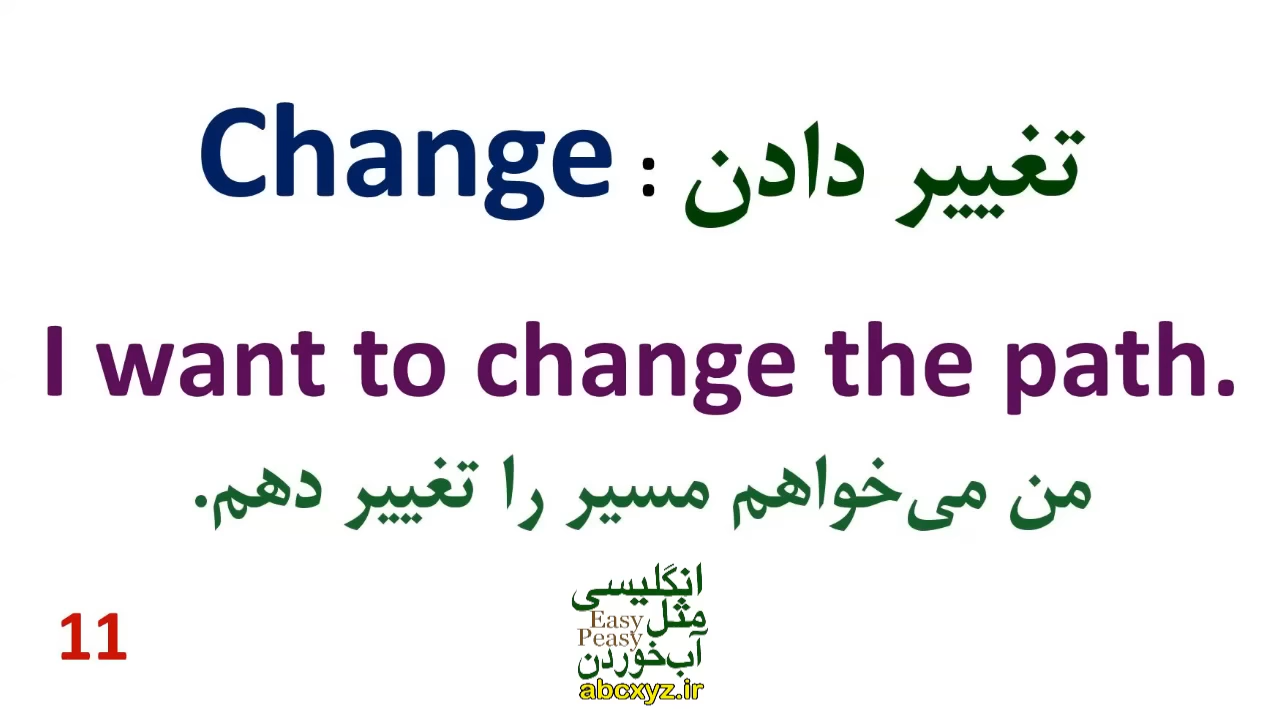 Change : تغییر دادن
I want to change the path.
من می‌خواهم مسیر را تغییر دهم.
11
انگلیسی
مثل
Easy
Peasy
آب‌خوردن
abcxyz.ir